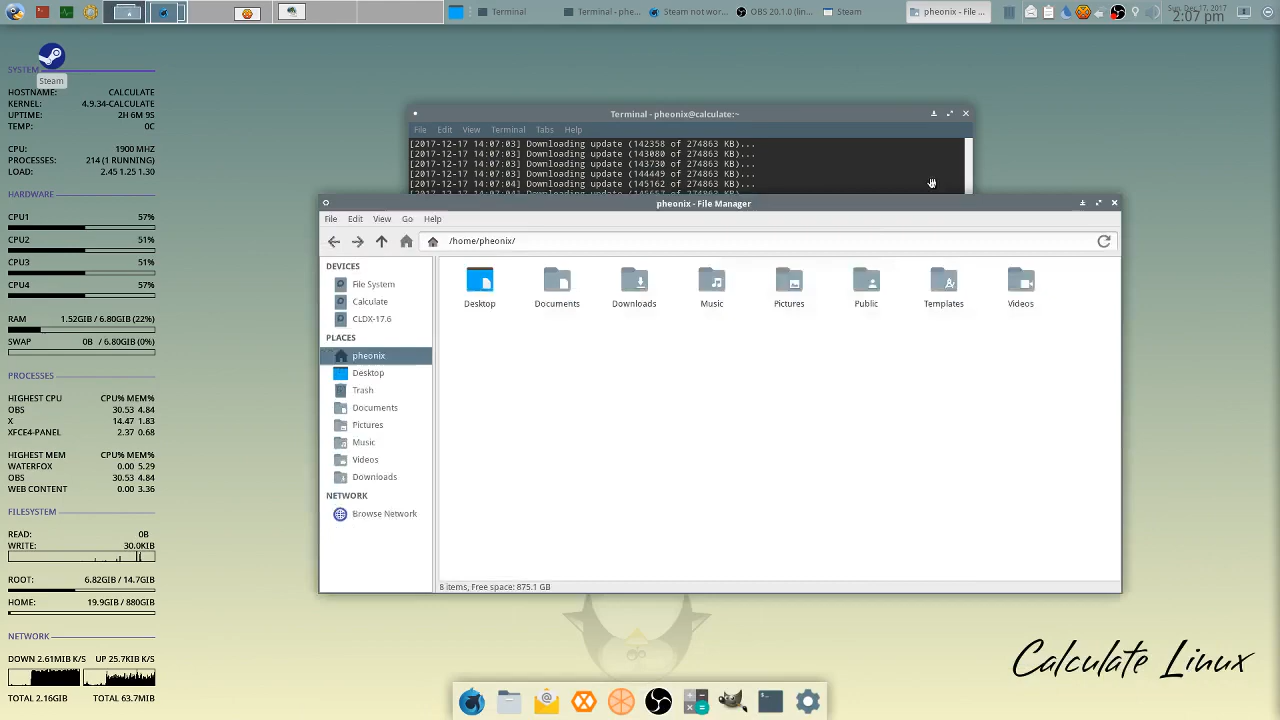 Terminal
Terminal - phe...
Steam not wor...
OBS 20.1.0 (lin...
Steam
pheonix - File ...
Sun, Dec 17, 2017
2:07 pm
Steam
SYSTEM
HOSTNAME: CALCULATE
KERNEL: 4.9.34-CALCULATE
UPTIME: 2H 6M 9S
TEMP: 0C
CPU: 1900 MHZ
PROCESSES: 214 (1 RUNNING)
LOAD: 2.45 1.25 1.30
HARDWARE
CPU1 57%
CPU2 51%
CPU3 51%
CPU4 57%
RAM 1.52GIB / 6.80GIB (22%)
SWAP 0B / 6.80GIB (0%)
PROCESSES
HIGHEST CPU CPU% MEM%
OBS 30.53 4.84
X 14.47 1.83
XFCE4-PANEL 2.37 0.68
HIGHEST MEM CPU% MEM%
WATERFOX 0.00 5.29
OBS 30.53 4.84
WEB CONTENT 0.00 3.36
FILESYSTEM
READ: 0B
WRITE: 30.0KIB
ROOT: 6.82GIB / 14.7GIB
HOME: 19.9GIB / 880GIB
NETWORK
DOWN 2.61MIB K/S UP 25.7KIB K/S
TOTAL 2.16GIB TOTAL 63.7MIB
Terminal - pheonix@calculate:~
File Edit View Terminal Tabs Help
[2017-12-17 14:07:03] Downloading update (142358 of 274863 KB)...
[2017-12-17 14:07:03] Downloading update (143080 of 274863 KB)...
[2017-12-17 14:07:03] Downloading update (143730 of 274863 KB)...
[2017-12-17 14:07:03] Downloading update (144449 of 274863 KB)...
[2017-12-17 14:07:04] Downloading update (145162 of 274863 KB)...
pheonix - File Manager
File Edit View Go Help
/home/pheonix/
DEVICES
File System
Calculate
CLDX-17.6
PLACES
pheonix
Desktop
Trash
Documents
Pictures
Music
Videos
Downloads
NETWORK
Browse Network
Desktop Documents Downloads Music Pictures Public Templates Videos
8 items, Free space: 875.1 GB
Calculate Linux